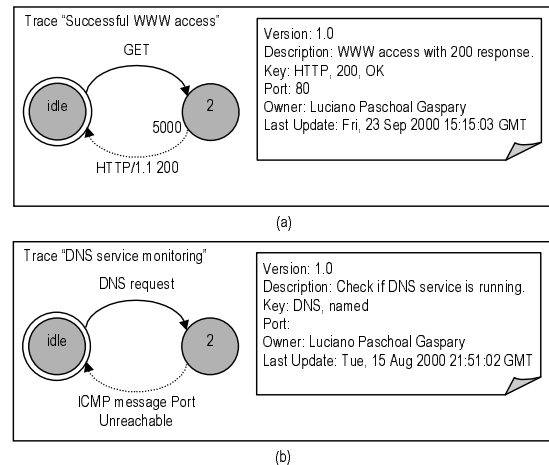 Trace “Successful WWW access”
GET
idle
2
5000
HTTP/1.1 200
Version: 1.0
Description: WWW access with 200 response.
Key: HTTP, 200, OK
Port: 80
Owner: Luciano Paschoal Gaspary
Last Update: Fri, 23 Sep 2000 15:15:03 GMT
(a)
Trace “DNS service monitoring”
DNS request
idle
2
ICMP message Port
Unreachable
Version: 1.0
Description: Check if DNS service is running.
Key: DNS, named
Port:
Owner: Luciano Paschoal Gaspary
Last Update: Tue, 15 Aug 2000 21:51:02 GMT
(b)